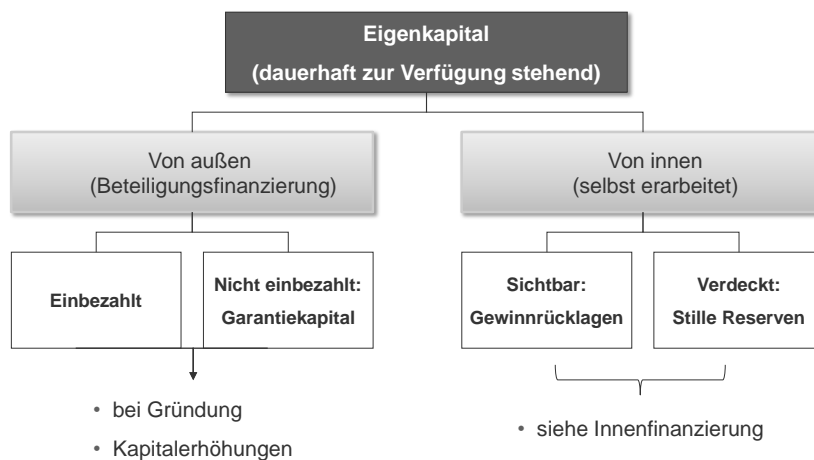 Eigenkapital
(dauerhaft zur Verfügung stehend)
Von außen
(Beteiligungsfinanzierung)
Von innen
(selbst erarbeitet)
Einbezahlt
Nicht einbezahlt:
Garantiekapital
Sichtbar:
Gewinnrücklagen
Verdeckt:
Stille Reserven
• bei Gründung
• Kapitalerhöhungen
• siehe Innenfinanzierung